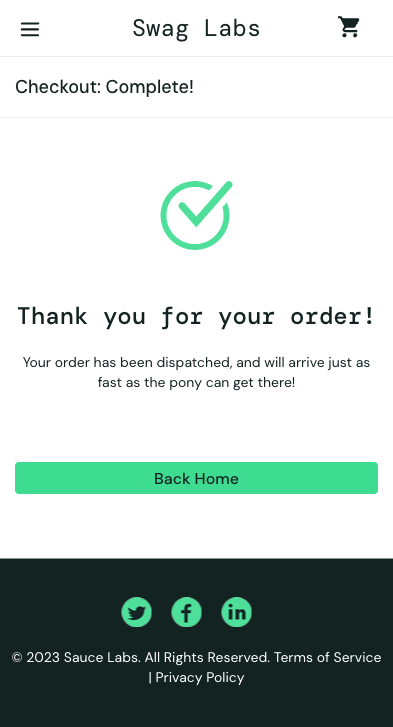 Swag Labs
Checkout: Complete!
Thank you for your order!
Your order has been dispatched, and will arrive just as
fast as the pony can get there!
Back Home
© 2023 Sauce Labs. All Rights Reserved. Terms of Service
| Privacy Policy